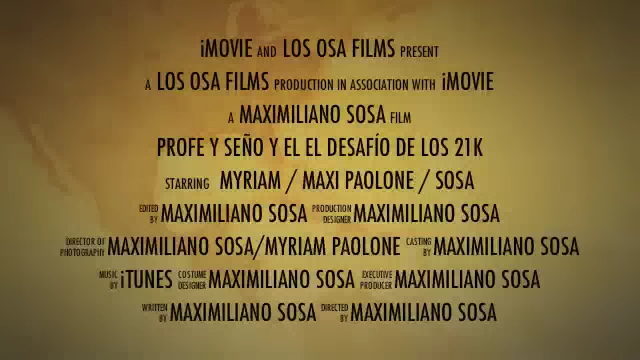 iMOVIE AND LOS OSA FILMS PRESENT
A LOS OSA FILMS PRODUCTION IN ASSOCIATION WITH iMOVIE
A MAXIMILIANO SOSA FILM
PROFE Y SEÑO Y EL EL DESAFÍO DE LOS 21K
STARRING MYRIAM / MAXI PAOLONE / SOSA
EDITED BY MAXIMILIANO SOSA PRODUCTION DESIGNER MAXIMILIANO SOSA
DIRECTOR OF PHOTOGRAPHY MAXIMILIANO SOSA/MYRIAM PAOLONE CASTING BY MAXIMILIANO SOSA
MUSIC BY iTUNES COSTUME DESIGNER MAXIMILIANO SOSA EXECUTIVE PRODUCER MAXIMILIANO SOSA
WRITTEN BY MAXIMILIANO SOSA DIRECTED BY MAXIMILIANO SOSA